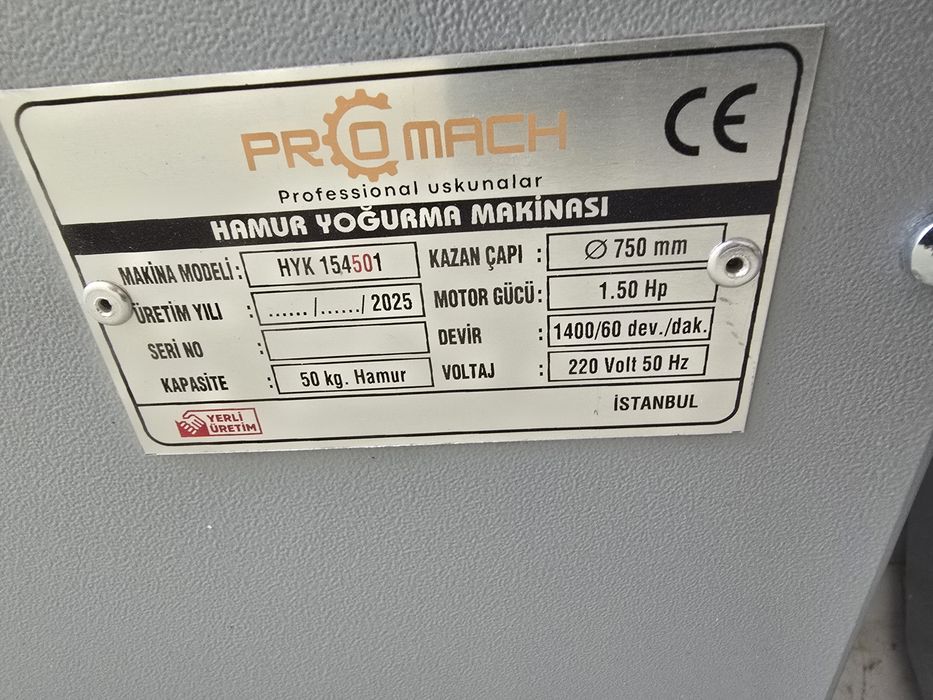 PROMACH
CE
Professional uskunalar
HAMUR YOĞURMA MAKİNASI
MAKİNA MODELİ : HYK 154501
ÜRETİM YILI : ....../....../ 2025
SERİ NO :
KAPASİTE : 50 kg. Hamur
KAZAN ÇAPI : Ø 750 mm
MOTOR GÜCÜ : 1.50 Hp
DEVİR : 1400/60 dev./dak.
VOLTAJ : 220 Volt 50 Hz
YERLİ
ÜRETİM
İSTANBUL